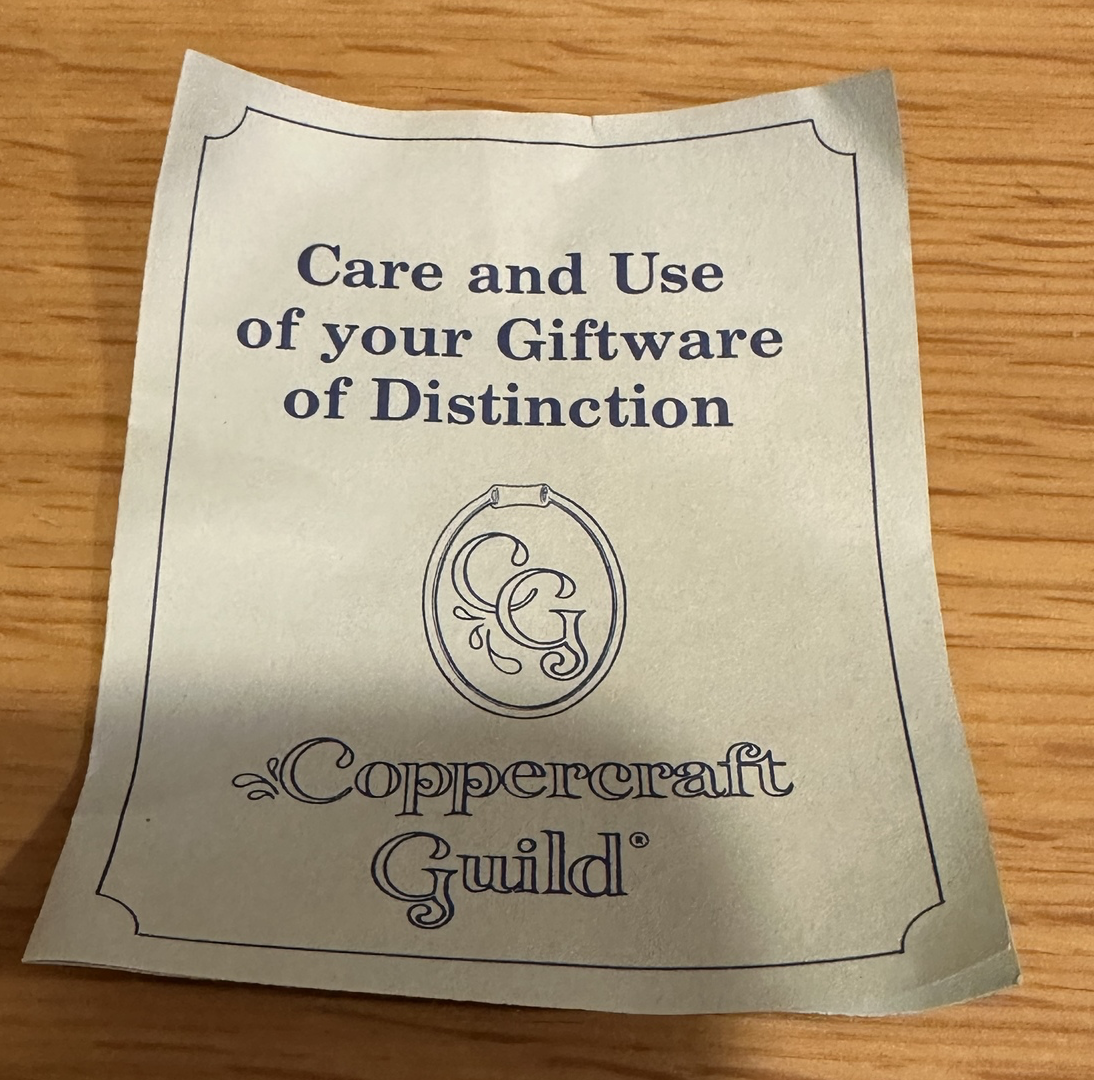 Care and Use
of your Giftware
of Distinction
CG
Coppercraft
Guild®